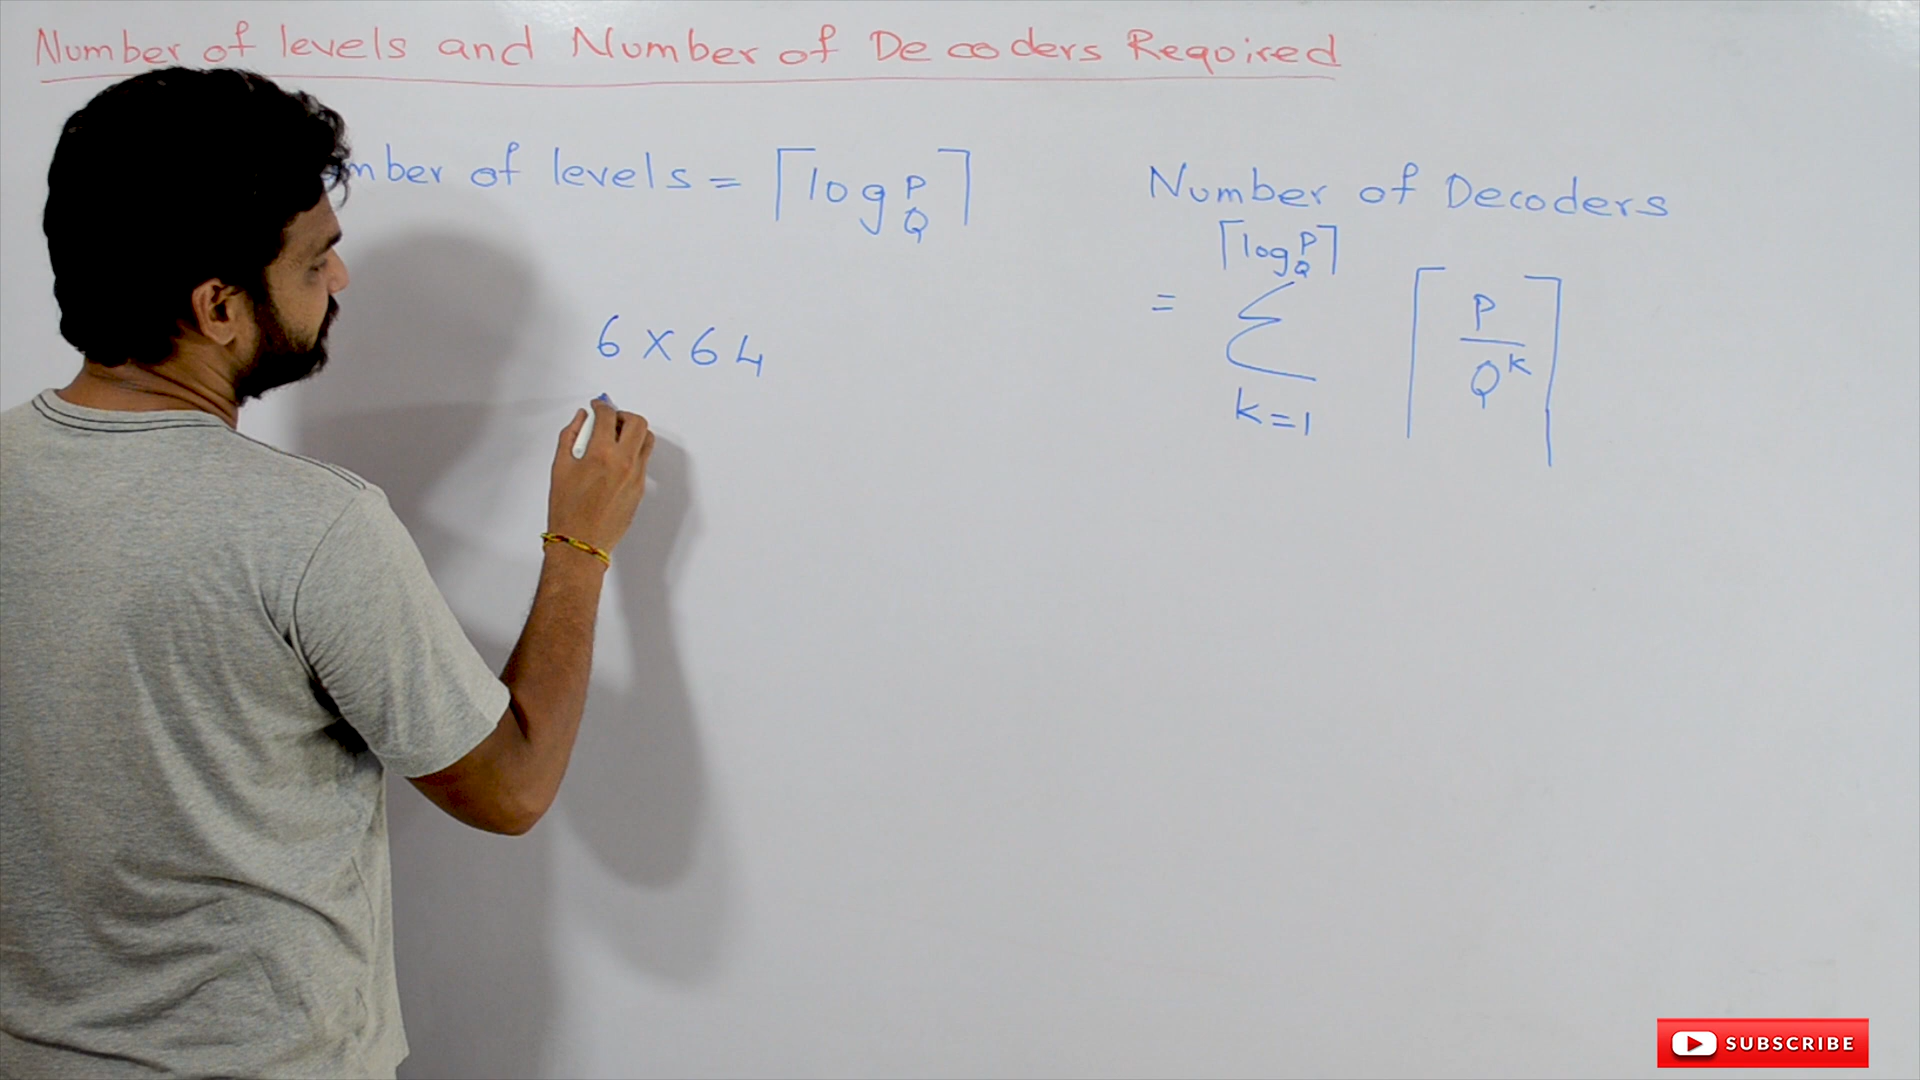 Number of levels and Number of Decoders Required
mber of levels = ⌈log P Q⌉
6 × 64
Number of Decoders
⌈log P Q⌉
= Σ ⌈P / Q^K⌉
K=1
SUBSCRIBE